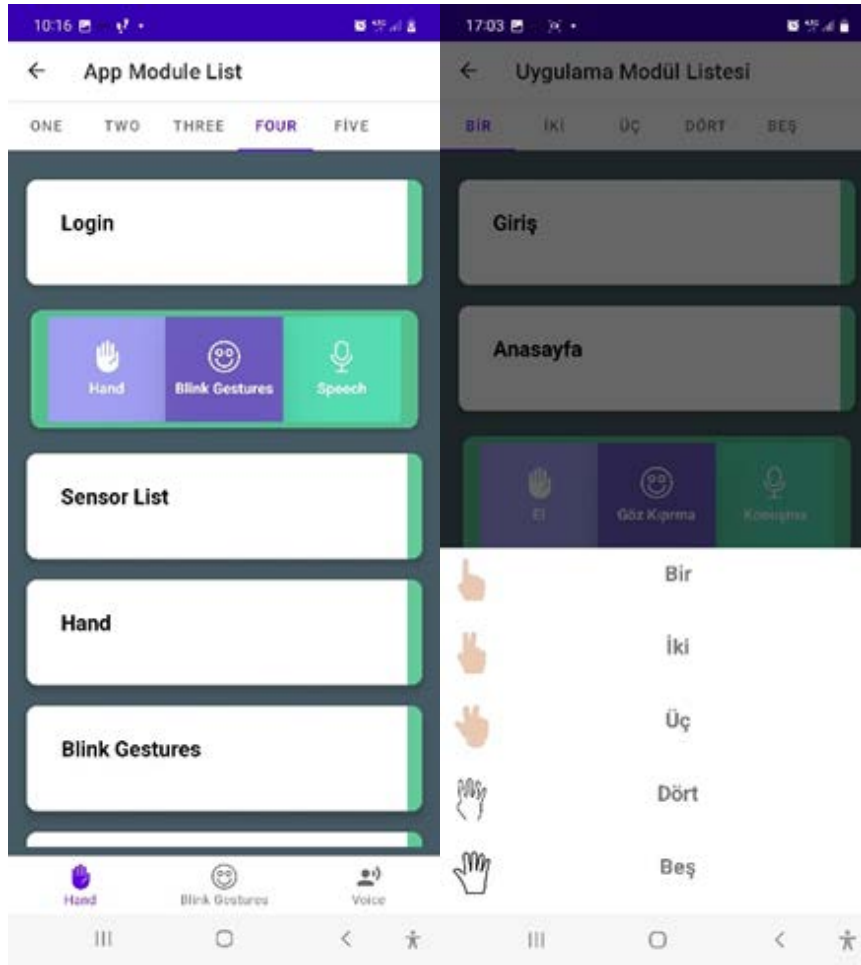 10:16
App Module List
ONE TWO THREE FOUR FİVE
Login
Hand Blink Gestures Speech
Sensor List
Hand
Blink Gestures
Hand Blink Gestures Voice
17:03
Uygulama Modül Listesi
BİR İKİ ÜÇ DÖRT BEŞ
Giriş
Anasayfa
El Göz Kıprma Konuşma
Bir
İki
Üç
Dört
Beş